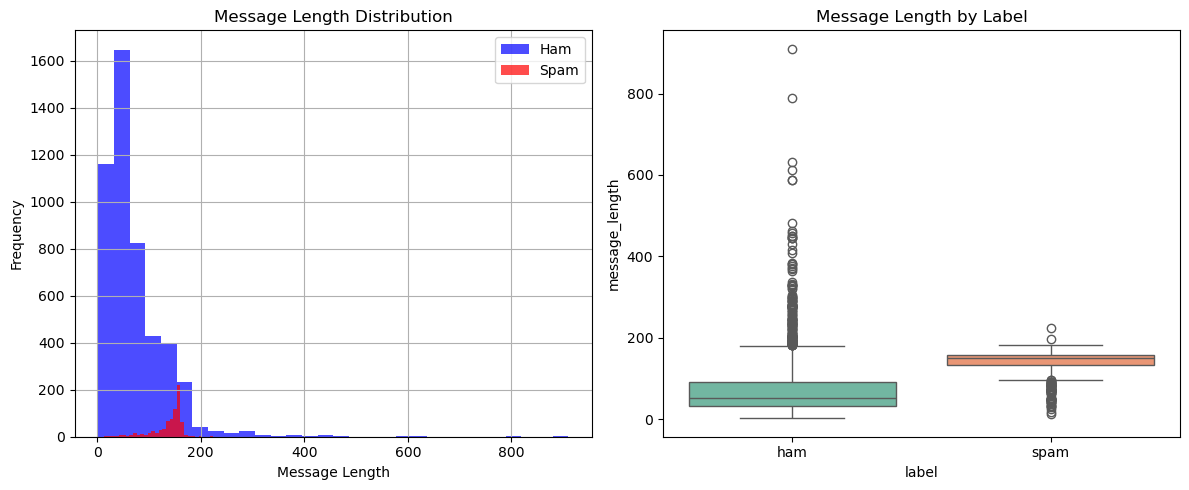 Message Length Distribution
Ham
Spam
1600
1400
1200
1000
800
600
400
200
0
Frequency
0 200 400 600 800
Message Length
Message Length by Label
800
600
400
200
0
message_length
ham spam
label